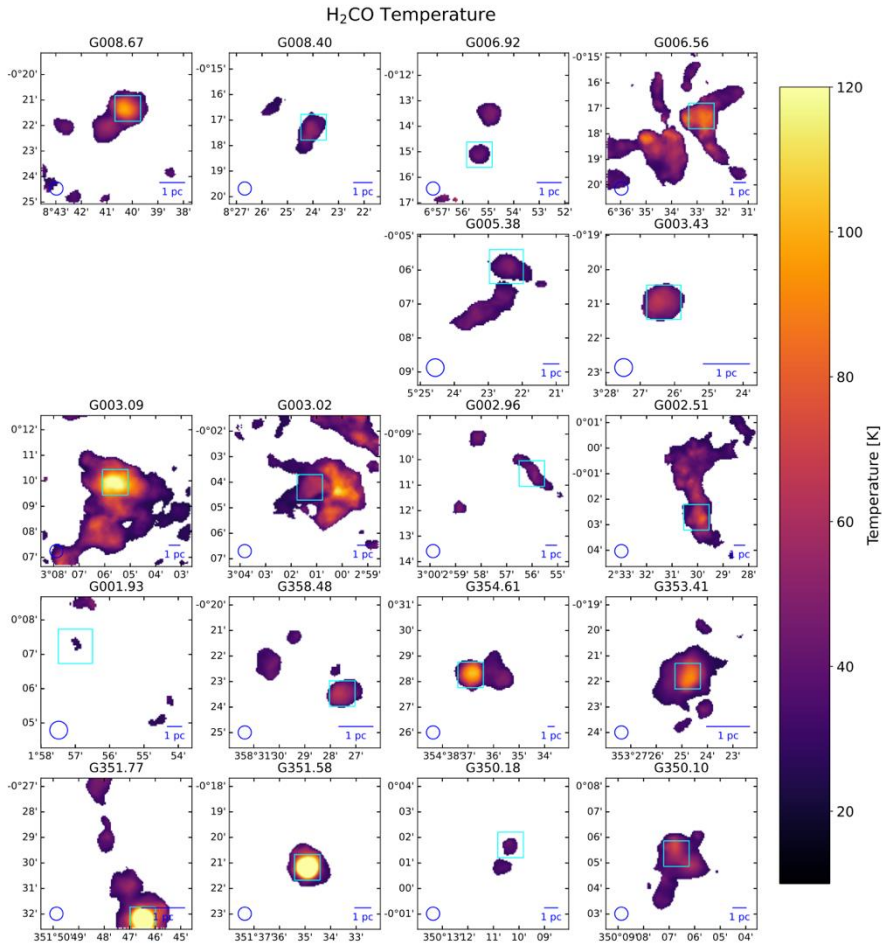 H₂CO Temperature
G008.67
G008.40
G006.92
G006.56
-0°20'
21'
22'
23'
24'
25'
8°43' 42' 41' 40' 39' 38'
1 pc
-0°15'
16'
17'
18'
19'
20'
8°27' 26' 25' 24' 23' 22'
1 pc
-0°12'
13'
14'
15'
16'
17'
6°57' 56' 55' 54' 53' 52'
1 pc
-0°15'
16'
17'
18'
19'
20'
6°36' 35' 34' 33' 32' 31'
1 pc
G005.38
G003.43
-0°05'
06'
07'
08'
09'
5°25' 24' 23' 22' 21' 20'
1 pc
-0°19'
20'
21'
22'
23'
3°28' 27' 26' 25' 24'
1 pc
G003.09
G003.02
G002.96
G002.51
0°12'
11'
10'
09'
08'
07'
3°08' 07' 06' 05' 04' 03'
1 pc
-0°02'
03'
04'
05'
06'
07'
3°04' 03' 02' 01' 00' 2°59'
1 pc
-0°09'
10'
11'
12'
13'
14'
3°00' 2°59' 58' 57' 56' 55'
1 pc
0°01'
00'
-0°01'
02'
03'
04'
2°33' 32' 31' 30' 29' 28'
1 pc
G001.93
G358.48
G354.61
G353.41
0°08'
07'
06'
05'
1°58' 57' 56' 55' 54'
1 pc
-0°20'
21'
22'
23'
24'
25'
358°31' 30' 29' 28' 27'
1 pc
0°31'
30'
29'
28'
27'
26'
354°38' 37' 36' 35' 34'
1 pc
-0°19'
20'
21'
22'
23'
24'
353°27' 26' 25' 24' 23'
1 pc
G351.77
G351.58
G350.18
G350.10
-0°27'
28'
29'
30'
31'
32'
351°50' 49' 48' 47' 46' 45'
1 pc
-0°18'
19'
20'
21'
22'
23'
351°37' 36' 35' 34' 33'
1 pc
0°04'
03'
02'
01'
00'
-0°01'
350°13' 12' 11' 10' 09'
1 pc
0°08'
07'
06'
05'
04'
03'
350°09' 08' 07' 06' 05'
1 pc
120
100
80
60
40
20
Temperature [K]